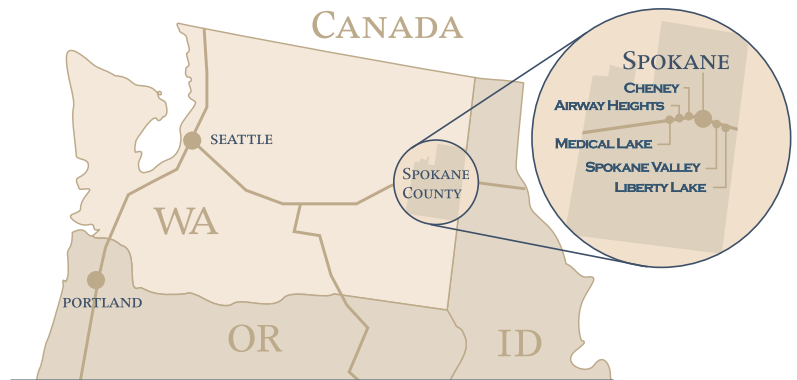 CANADA
SPOKANE
CHENEY
AIRWAY HEIGHTS
MEDICAL LAKE
SPOKANE VALLEY
LIBERTY LAKE
SEATTLE
SPOKANE
COUNTY
WA
PORTLAND
OR
ID